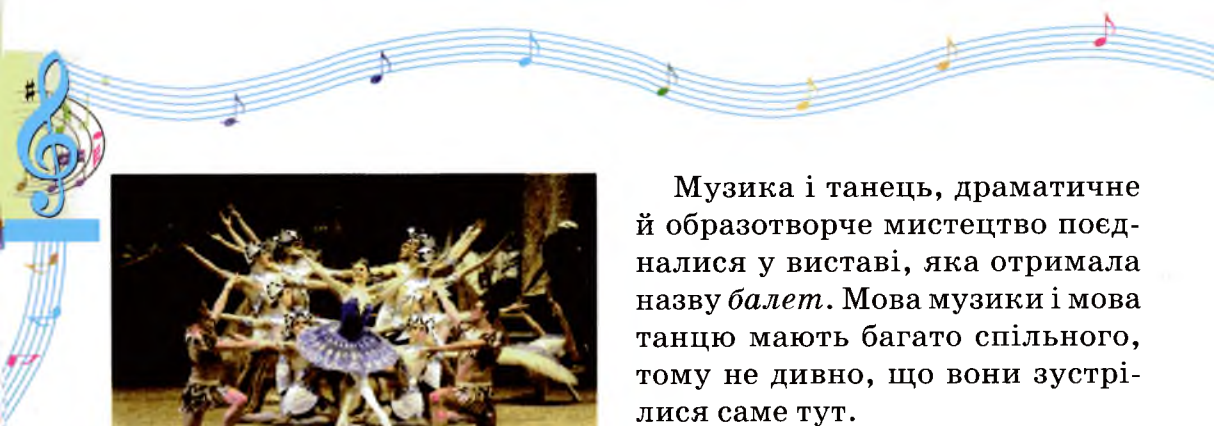 Музика і танець, драматичне
й образотворче мистецтво поєд-
налися у виставі, яка отримала
назву балет. Мова музики і мова
танцю мають багато спільного,
тому не дивно, що вони зустрі-
лися саме тут.